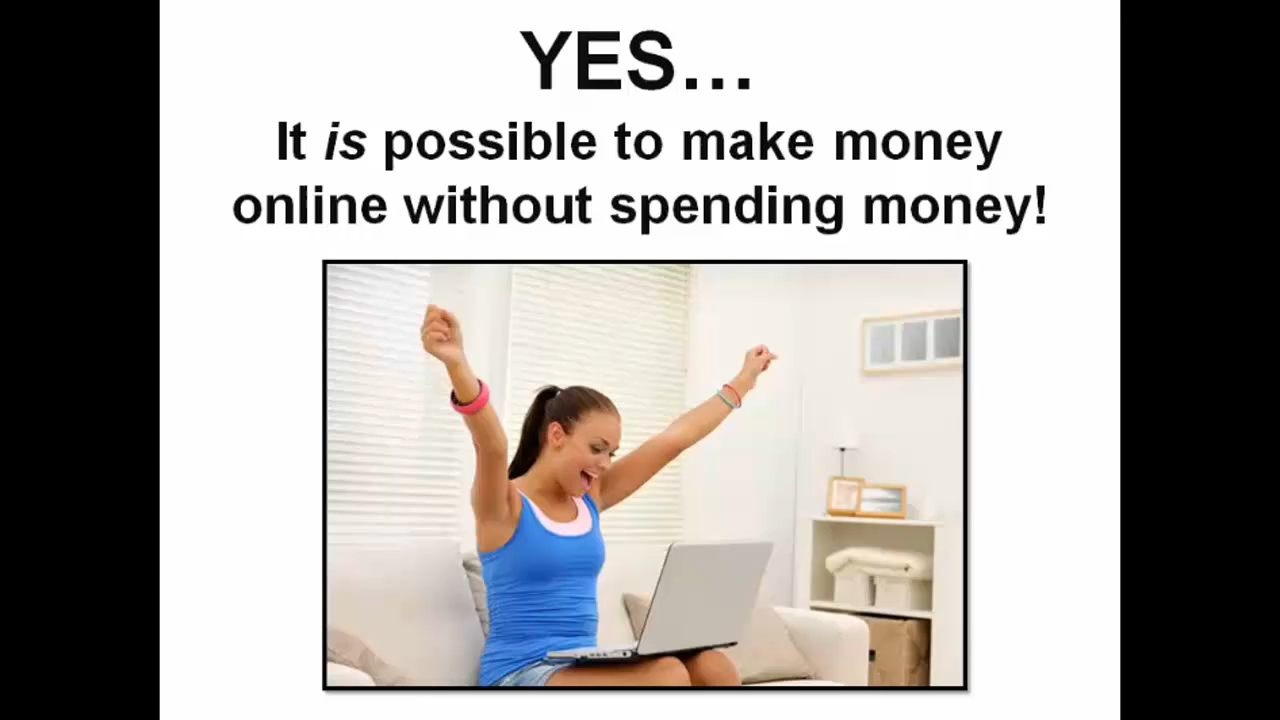 YES...
It is possible to make money
online without spending money!